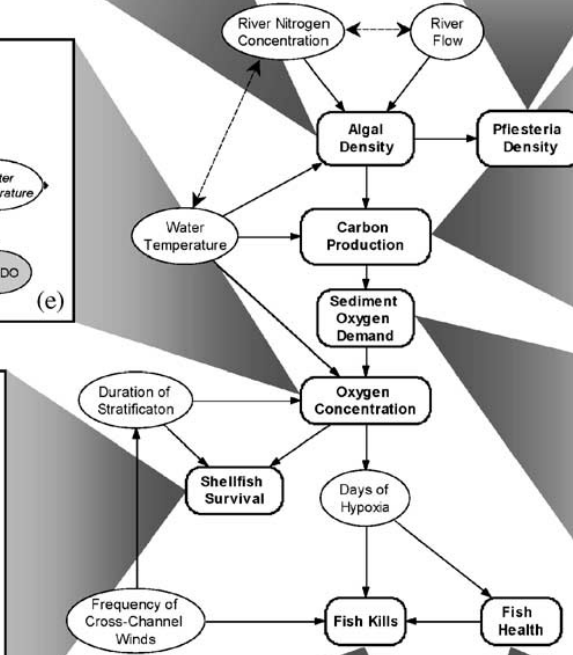 River Nitrogen
Concentration
River
Flow
Algal
Density
Pfiesteria
Density
Water
Temperature
Carbon
Production
DO
(e)
Sediment
Oxygen
Demand
Duration of
Stratificaton
Oxygen
Concentration
Shellfish
Survival
Days of
Hypoxia
Frequency of
Cross-Channel
Winds
Fish Kills
Fish
Health